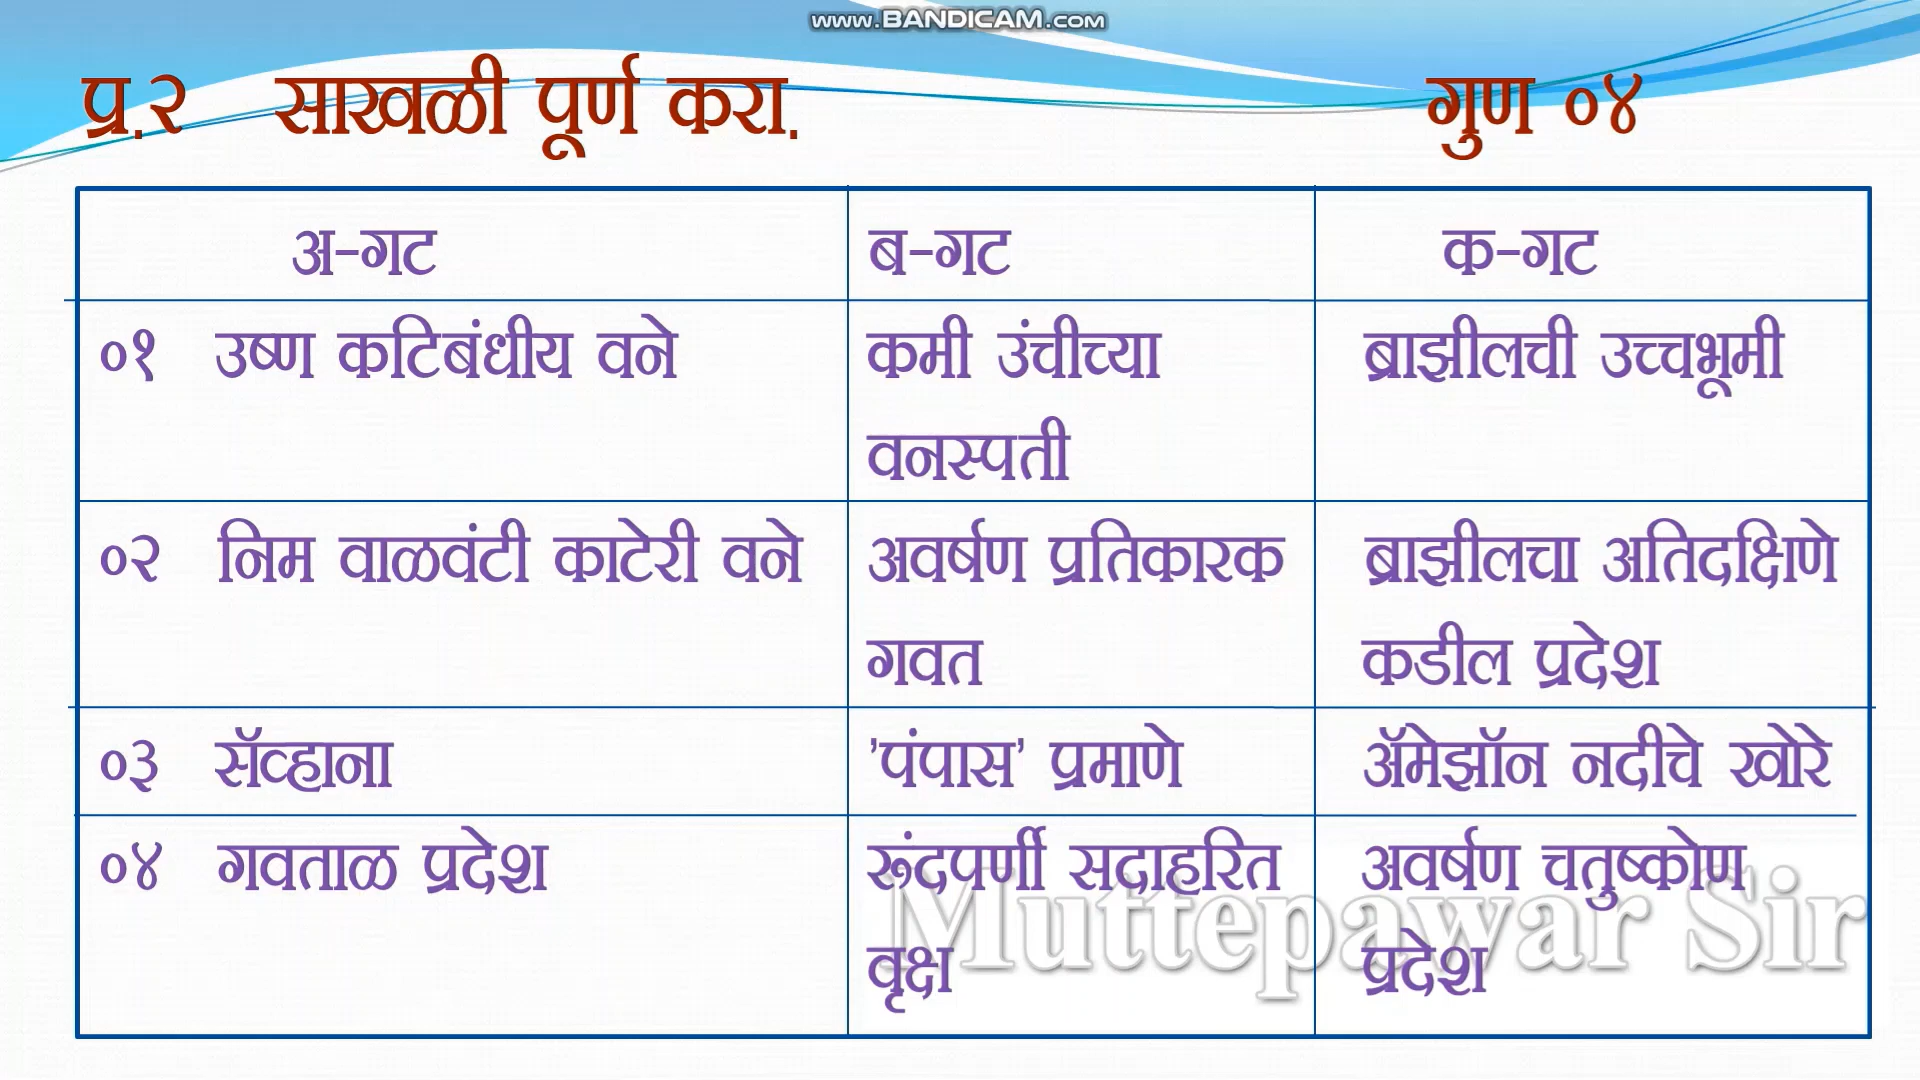 www.BANDICAM.com
प्र.२ साखळी पूर्ण करा. गुण ०४
अ-गट ब-गट क-गट
०१ उष्ण कटिबंधीय वने कमी उंचीच्या ब्राझीलची उच्चभूमी
वनस्पती
०२ निम वाळवंटी काटेरी वने अवर्षण प्रतिकारक ब्राझीलचा अतिदक्षिणे
गवत कडील प्रदेश
०३ सॅव्हाना 'पंपास' प्रमाणे ॲमेझॉन नदीचे खोरे
०४ गवताळ प्रदेश रुंदपर्णी सदाहरित अवर्षण चतुष्कोण
Muttepawar Sir
वृक्ष प्रदेश